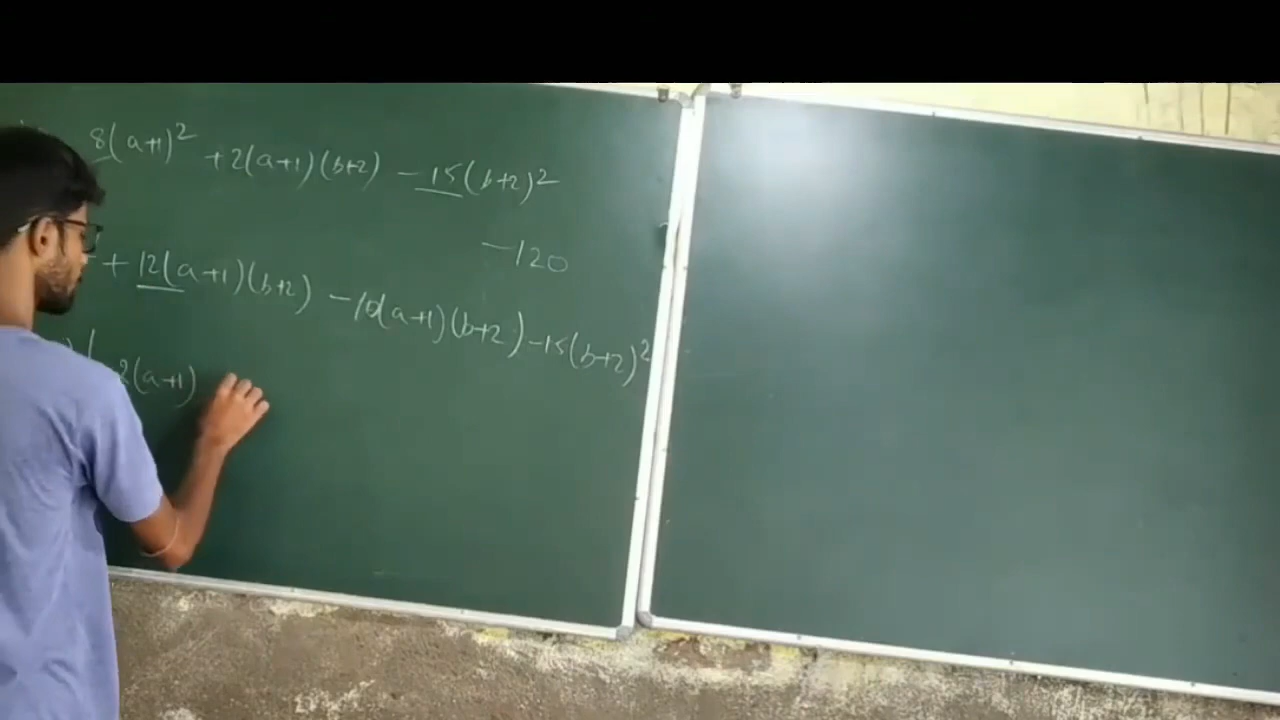 8(a+1)² +2(a+1)(b+2) -15(b+2)²
-120
+ 12(a+1)(b+2) -10(a+1)(b+2) -15(b+2)²
2(a+1)